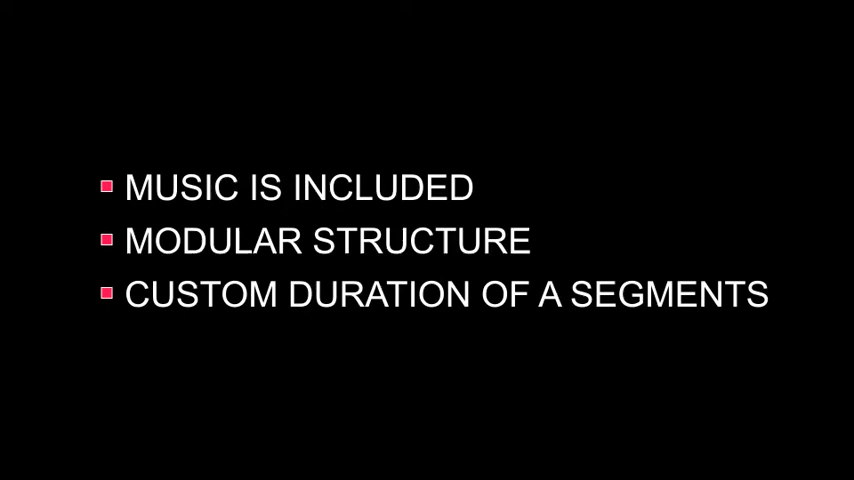 MUSIC IS INCLUDED
MODULAR STRUCTURE
CUSTOM DURATION OF A SEGMENTS